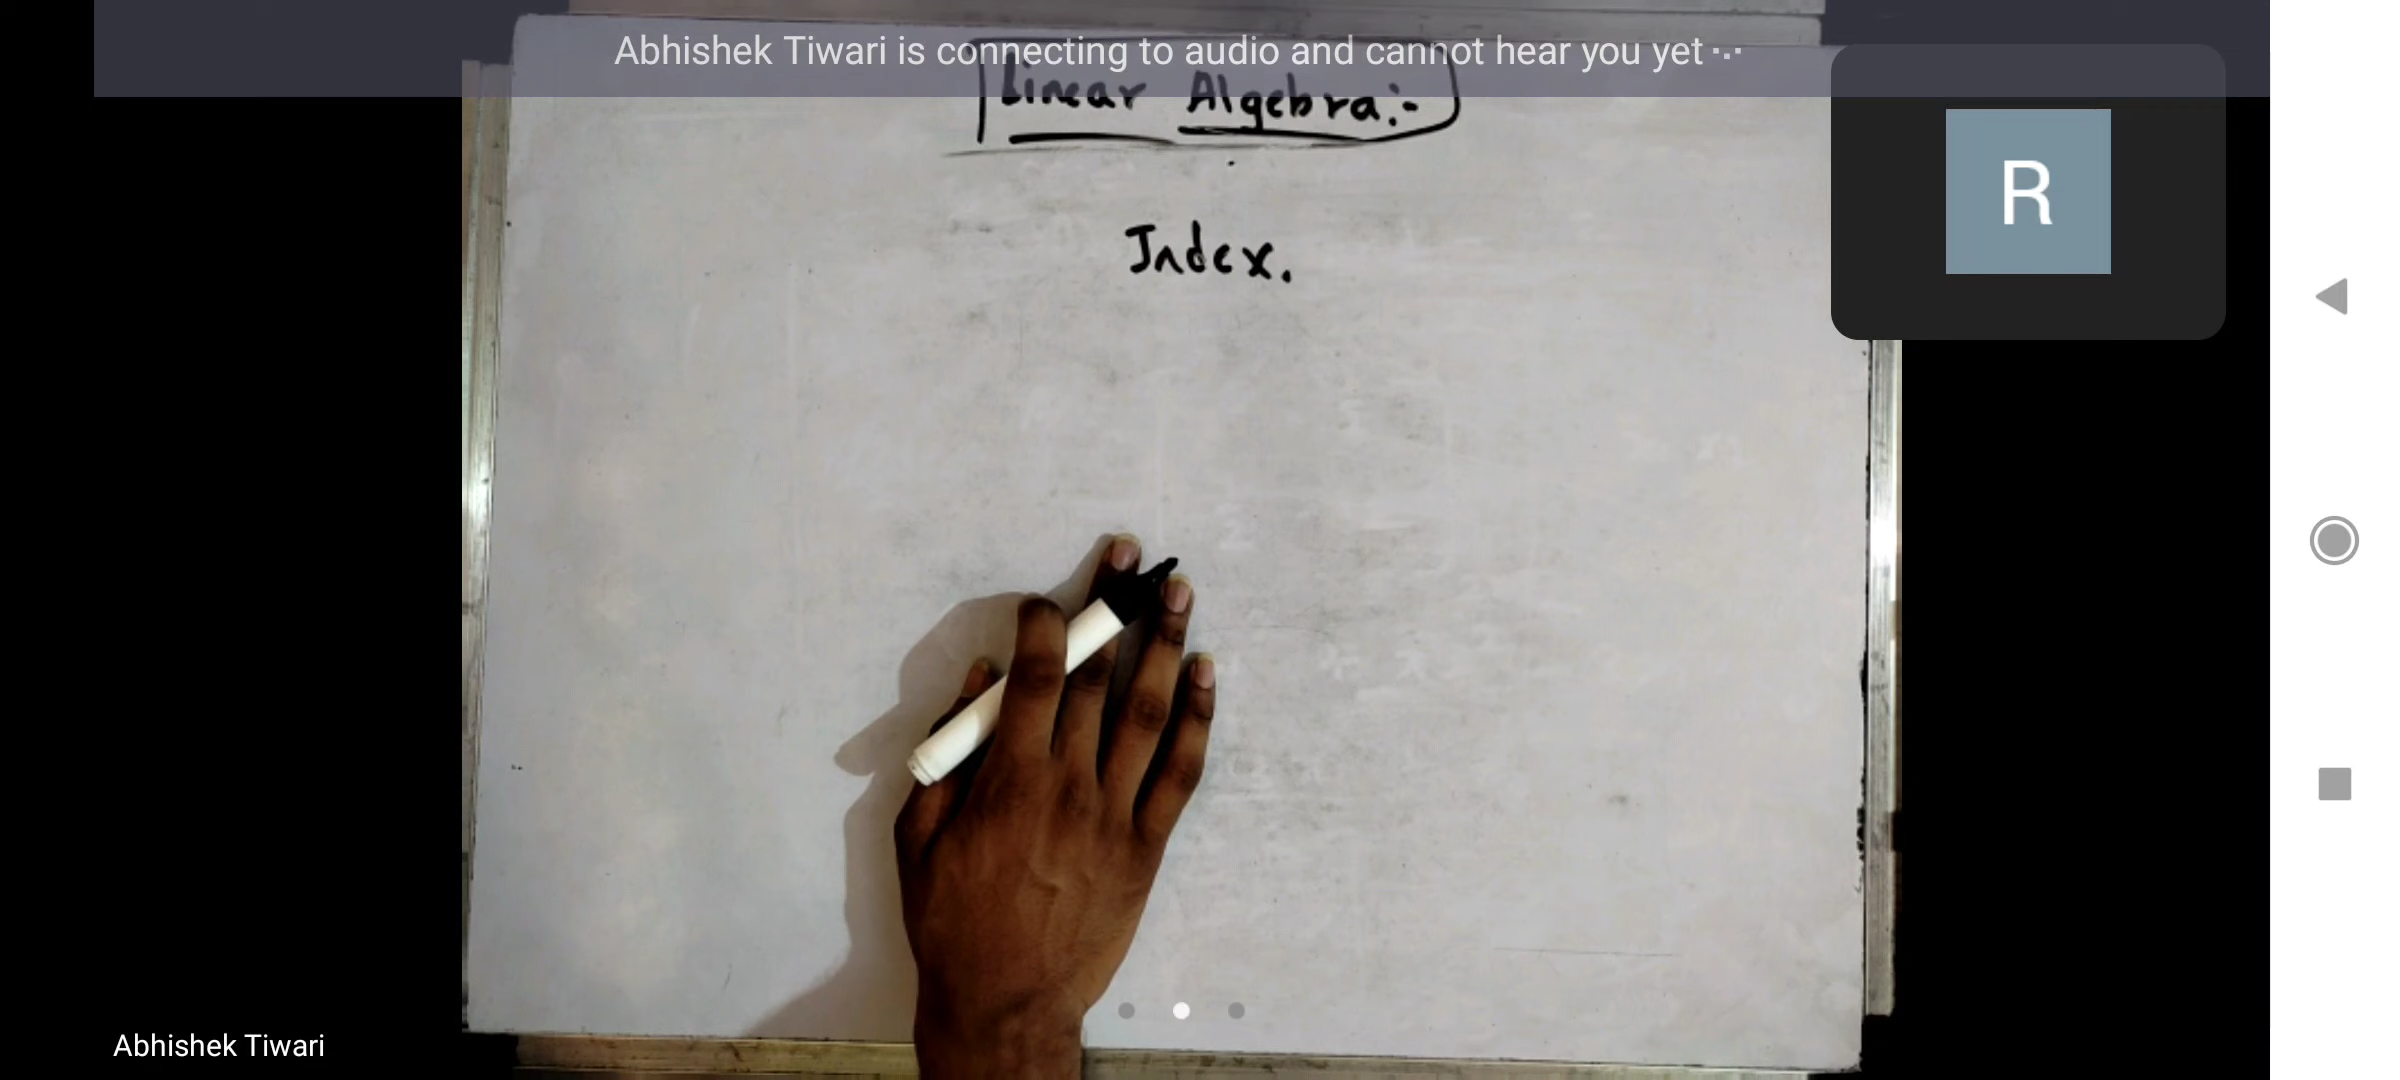 Abhishek Tiwari is connecting to audio and cannot hear you yet
Linear Algebra:-
R
Index.
Abhishek Tiwari